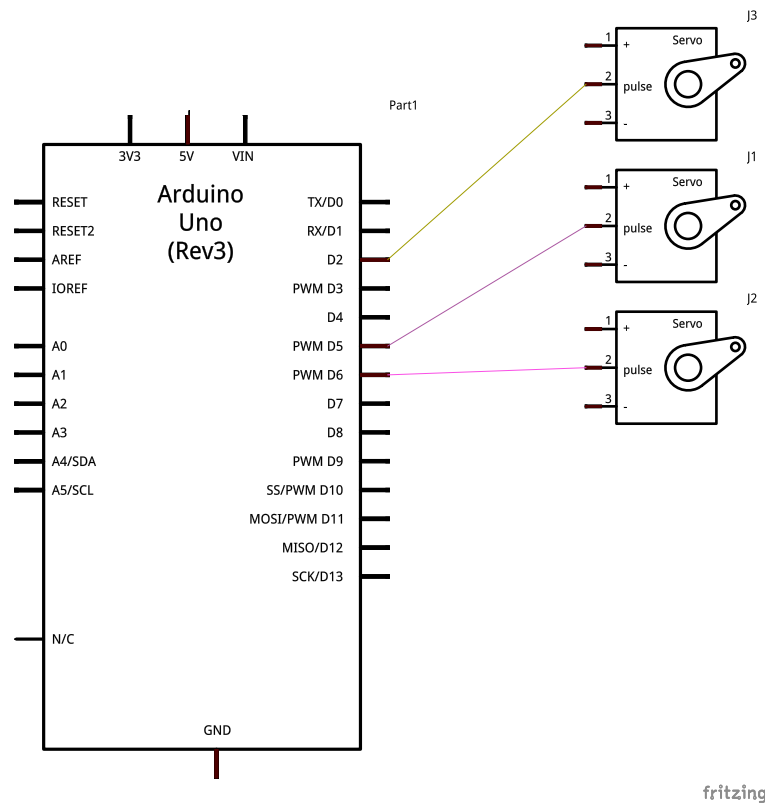 J3
1
+
Servo
2
pulse
3
-
Part1
J1
1
+
Servo
2
pulse
3
-
3V3
5V
VIN
Arduino
Uno
(Rev3)
RESET
TX/D0
RESET2
RX/D1
AREF
D2
IOREF
PWM D3
D4
J2
1
+
Servo
2
pulse
3
-
A0
PWM D5
A1
PWM D6
A2
D7
A3
D8
A4/SDA
PWM D9
A5/SCL
SS/PWM D10
MOSI/PWM D11
MISO/D12
SCK/D13
N/C
GND
fritzing